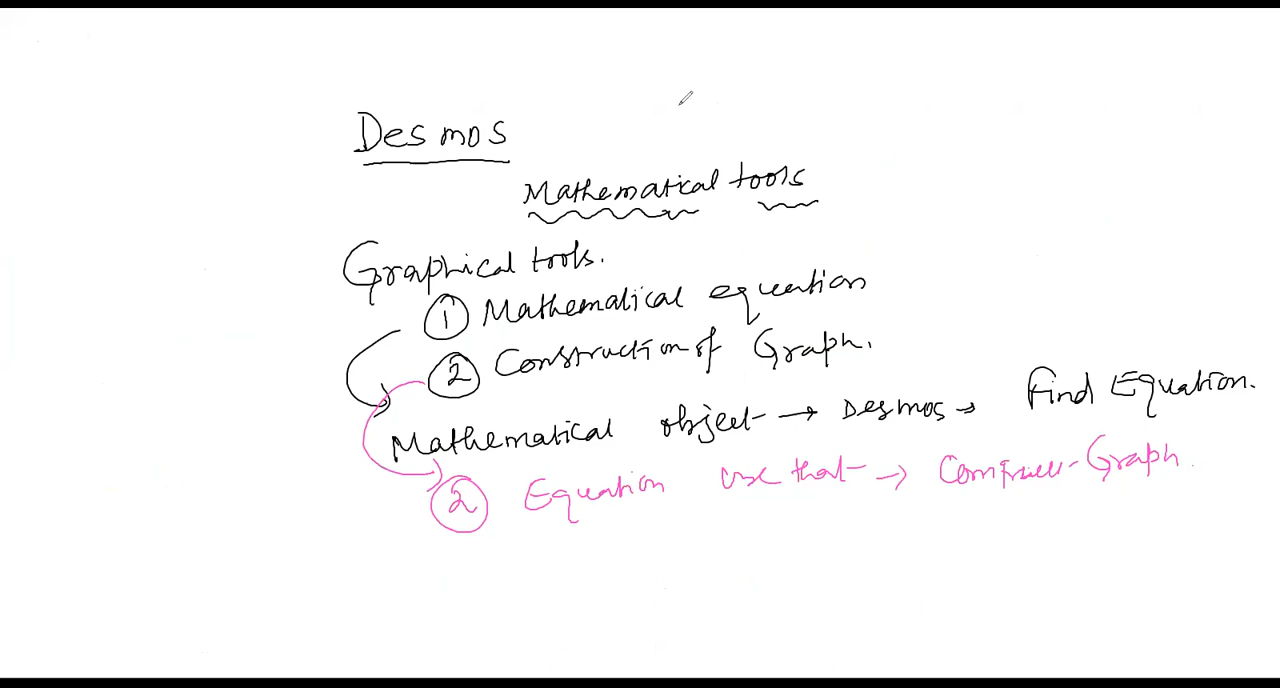 Desmos
Mathematical tools
Graphical tools.
① Mathematical equation
② Construction of Graph.
Mathematical object → Desmos → Find Equation.
② Equation use that → Graph.